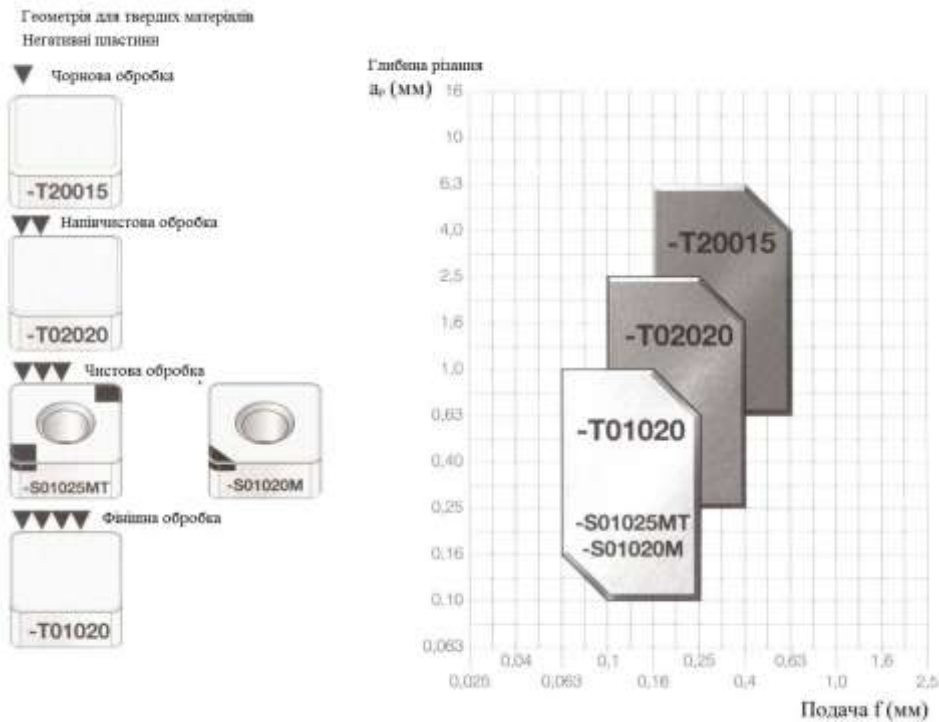 Геометрія для твердих матеріалів
Негативні пластини
Чорнова обробка
-T20015
Напівчистова обробка
-T02020
Чистова обробка
-S01025MT
-S01020M
Фінішна обробка
-T01020
Глибина різання
aₚ (мм)
16
10
6,3
4,0
2,5
1,6
1,0
0,63
0,40
0,25
0,16
0,10
0,063
-T20015
-T02020
-T01020
-S01025MT
-S01020M
0,04 0,1 0,25 0,63 1,6
0,025 0,063 0,16 0,4 1,0 2,5
Подача f (мм)